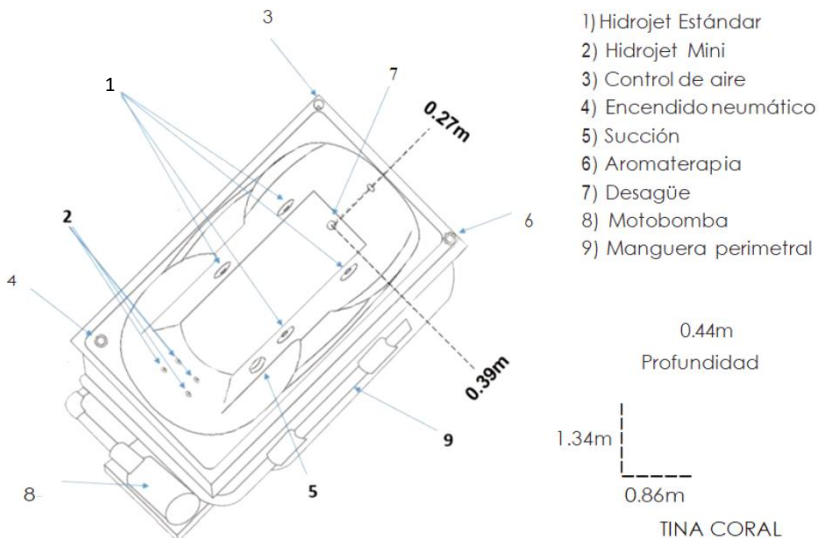 3
1
7
0.27m
2
6
4
0.39m
9
8
5
1) Hidrojet Estándar
2) Hidrojet Mini
3) Control de aire
4) Encendido neumático
5) Succión
6) Aromaterapia
7) Desagüe
8) Motobomba
9) Manguera perimetral
0.44m
Profundidad
1.34m
0.86m
TINA CORAL